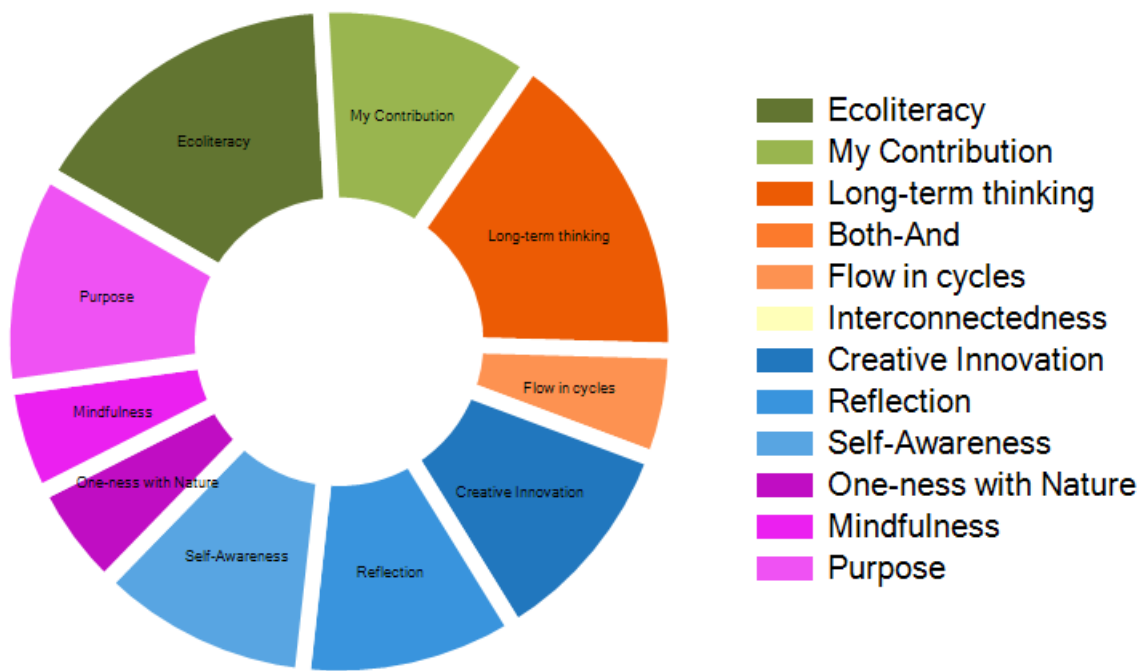 My Contribution
Ecoliteracy
Long-term thinking
Purpose
Flow in cycles
Mindfulness
One-ness with Nature
Creative Innovation
Self-Awareness
Reflection
Ecoliteracy
My Contribution
Long-term thinking
Both-And
Flow in cycles
Interconnectedness
Creative Innovation
Reflection
Self-Awareness
One-ness with Nature
Mindfulness
Purpose